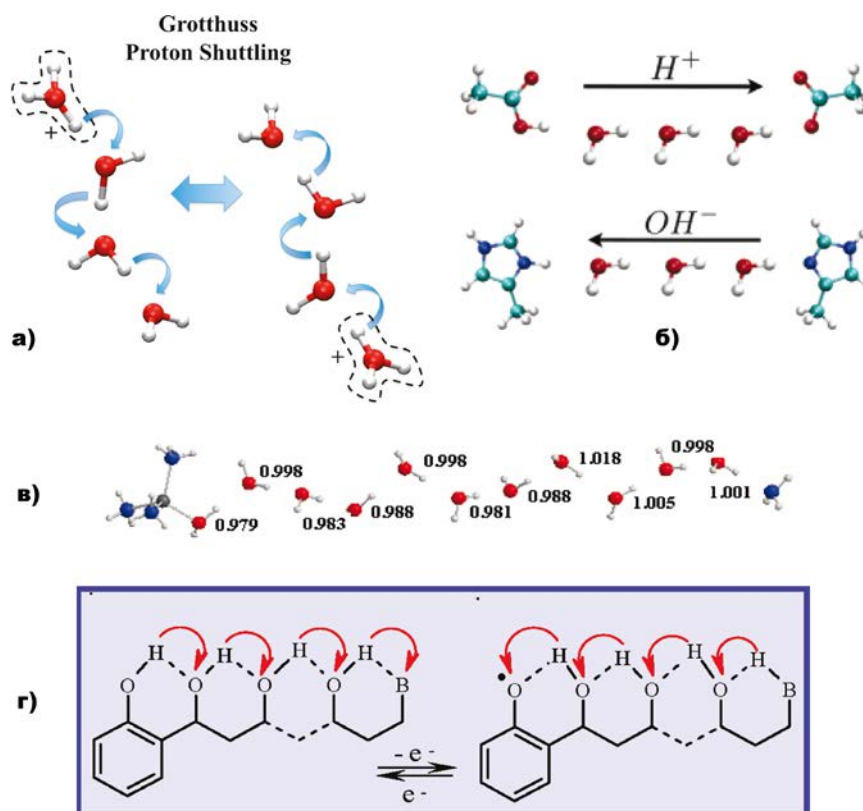 Grotthuss
Proton Shuttling
+
+
а)
H⁺
OH⁻
б)
в)
0.979
0.998
0.983
0.988
0.998
0.981
0.988
1.018
1.005
0.998
1.001
г)
H H H H
O O O O B
- e⁻
e⁻
H H H H
•
O O O O B